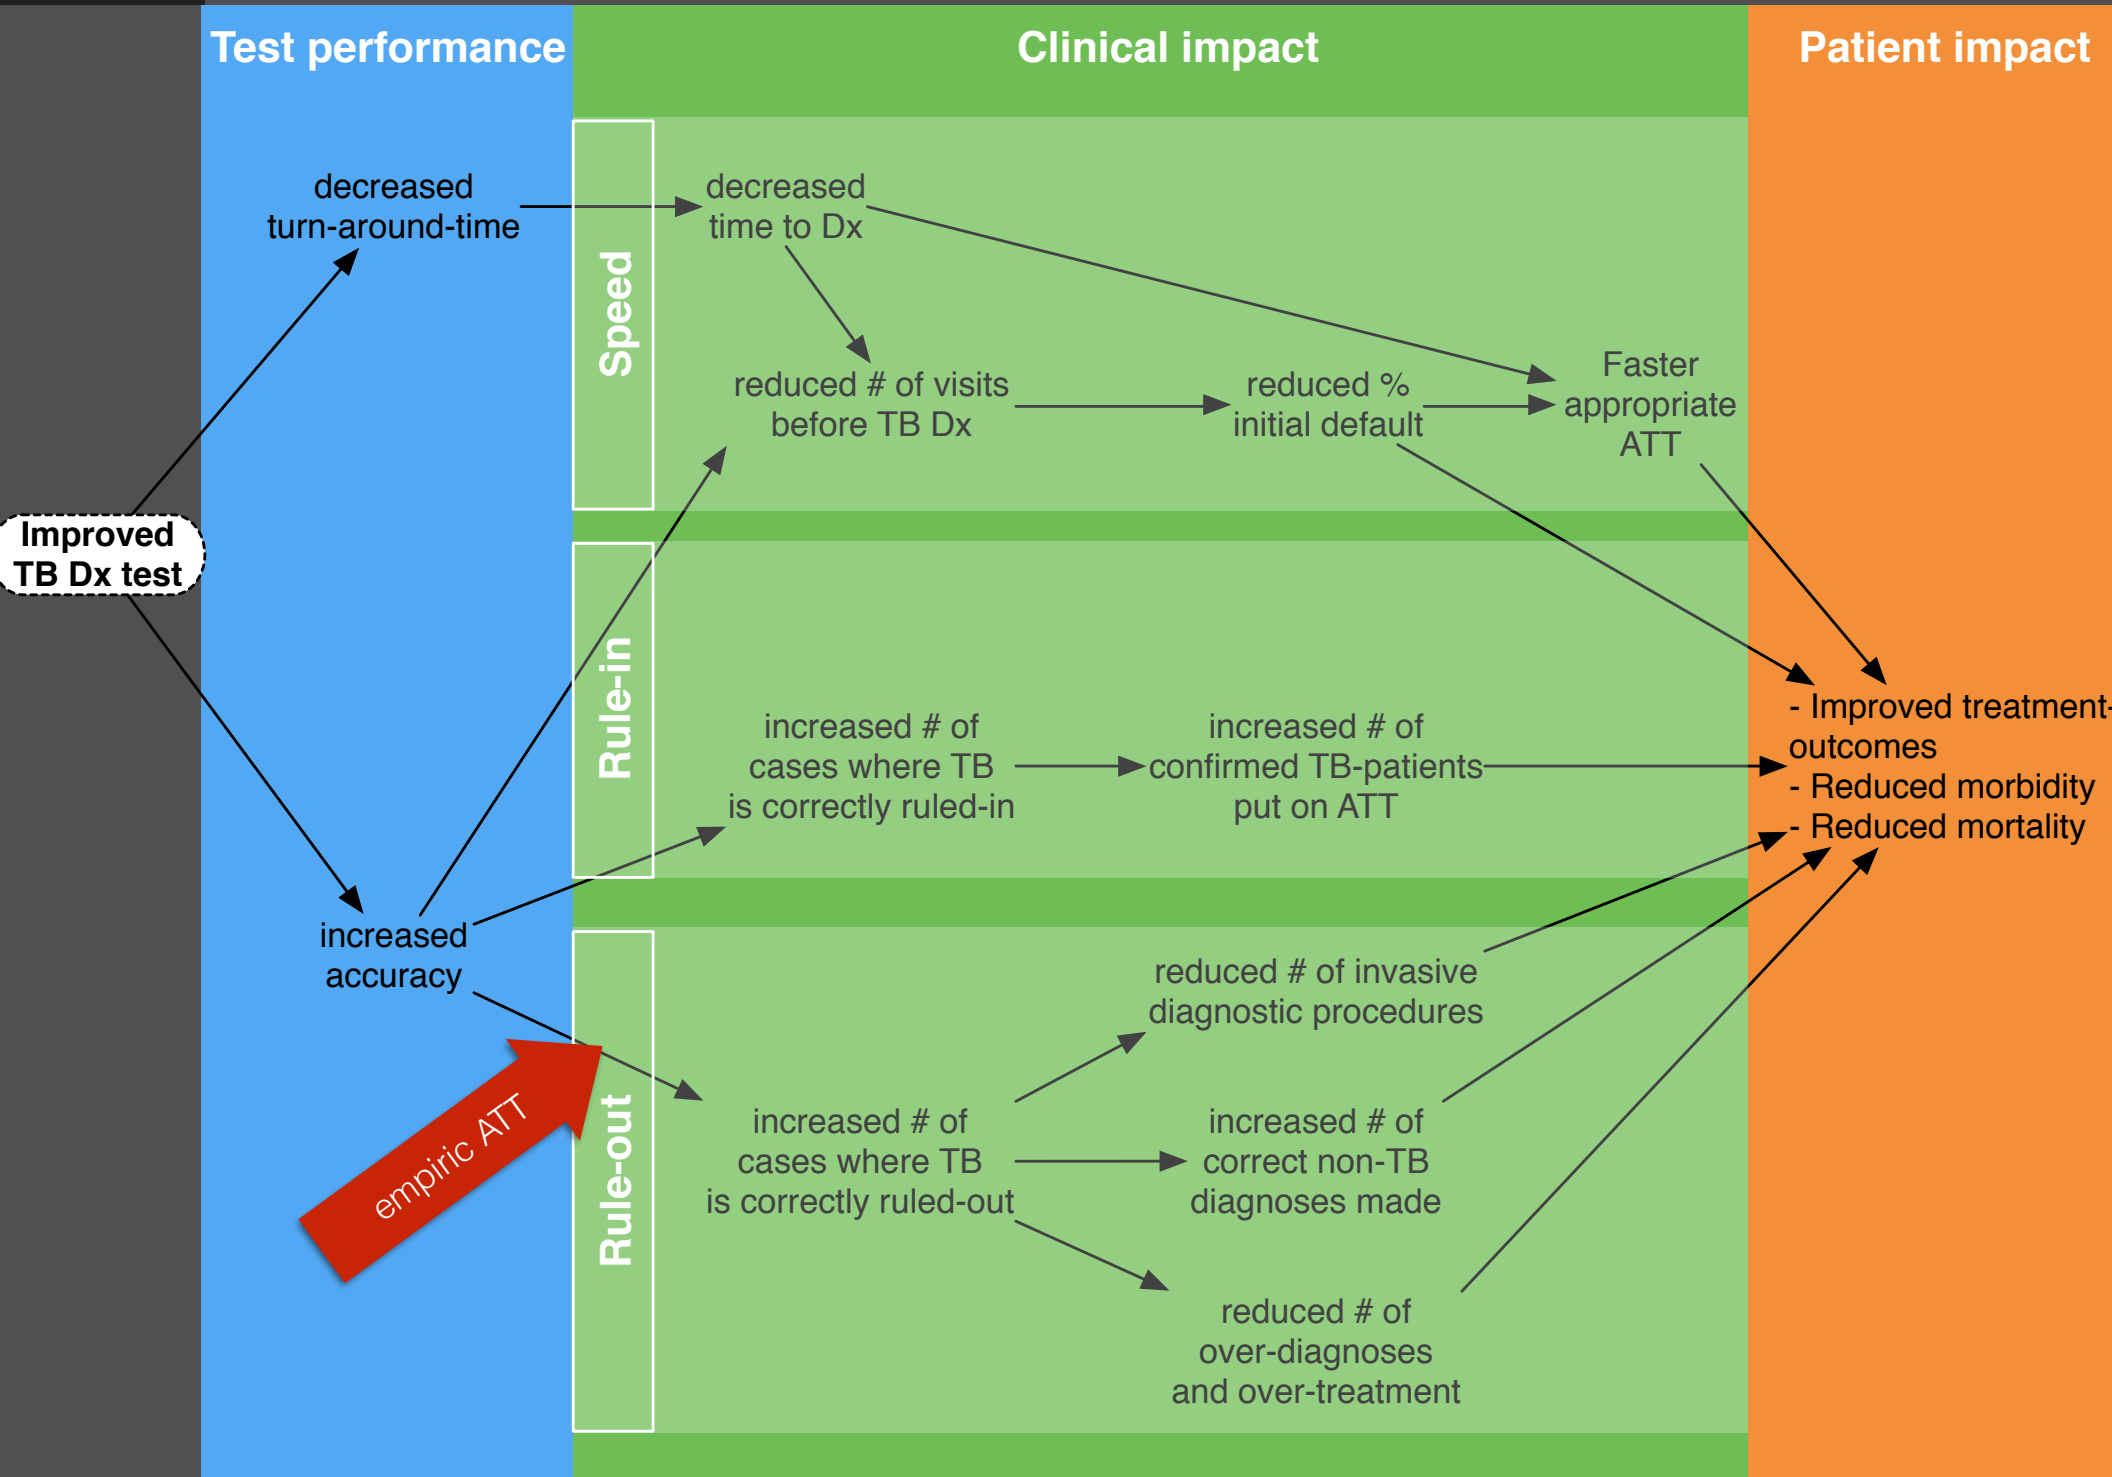 Test performance
Clinical impact
Patient impact
decreased
turn-around-time
Speed
decreased
time to Dx
reduced # of visits
before TB Dx
reduced %
initial default
Faster
appropriate
ATT
Improved
TB Dx test
Rule-in
increased # of
cases where TB
is correctly ruled-in
increased # of
confirmed TB-patients
put on ATT
- Improved treatment-
outcomes
- Reduced morbidity
- Reduced mortality
increased
accuracy
empiric ATT
Rule-out
increased # of
cases where TB
is correctly ruled-out
reduced # of invasive
diagnostic procedures
increased # of
correct non-TB
diagnoses made
reduced # of
over-diagnoses
and over-treatment